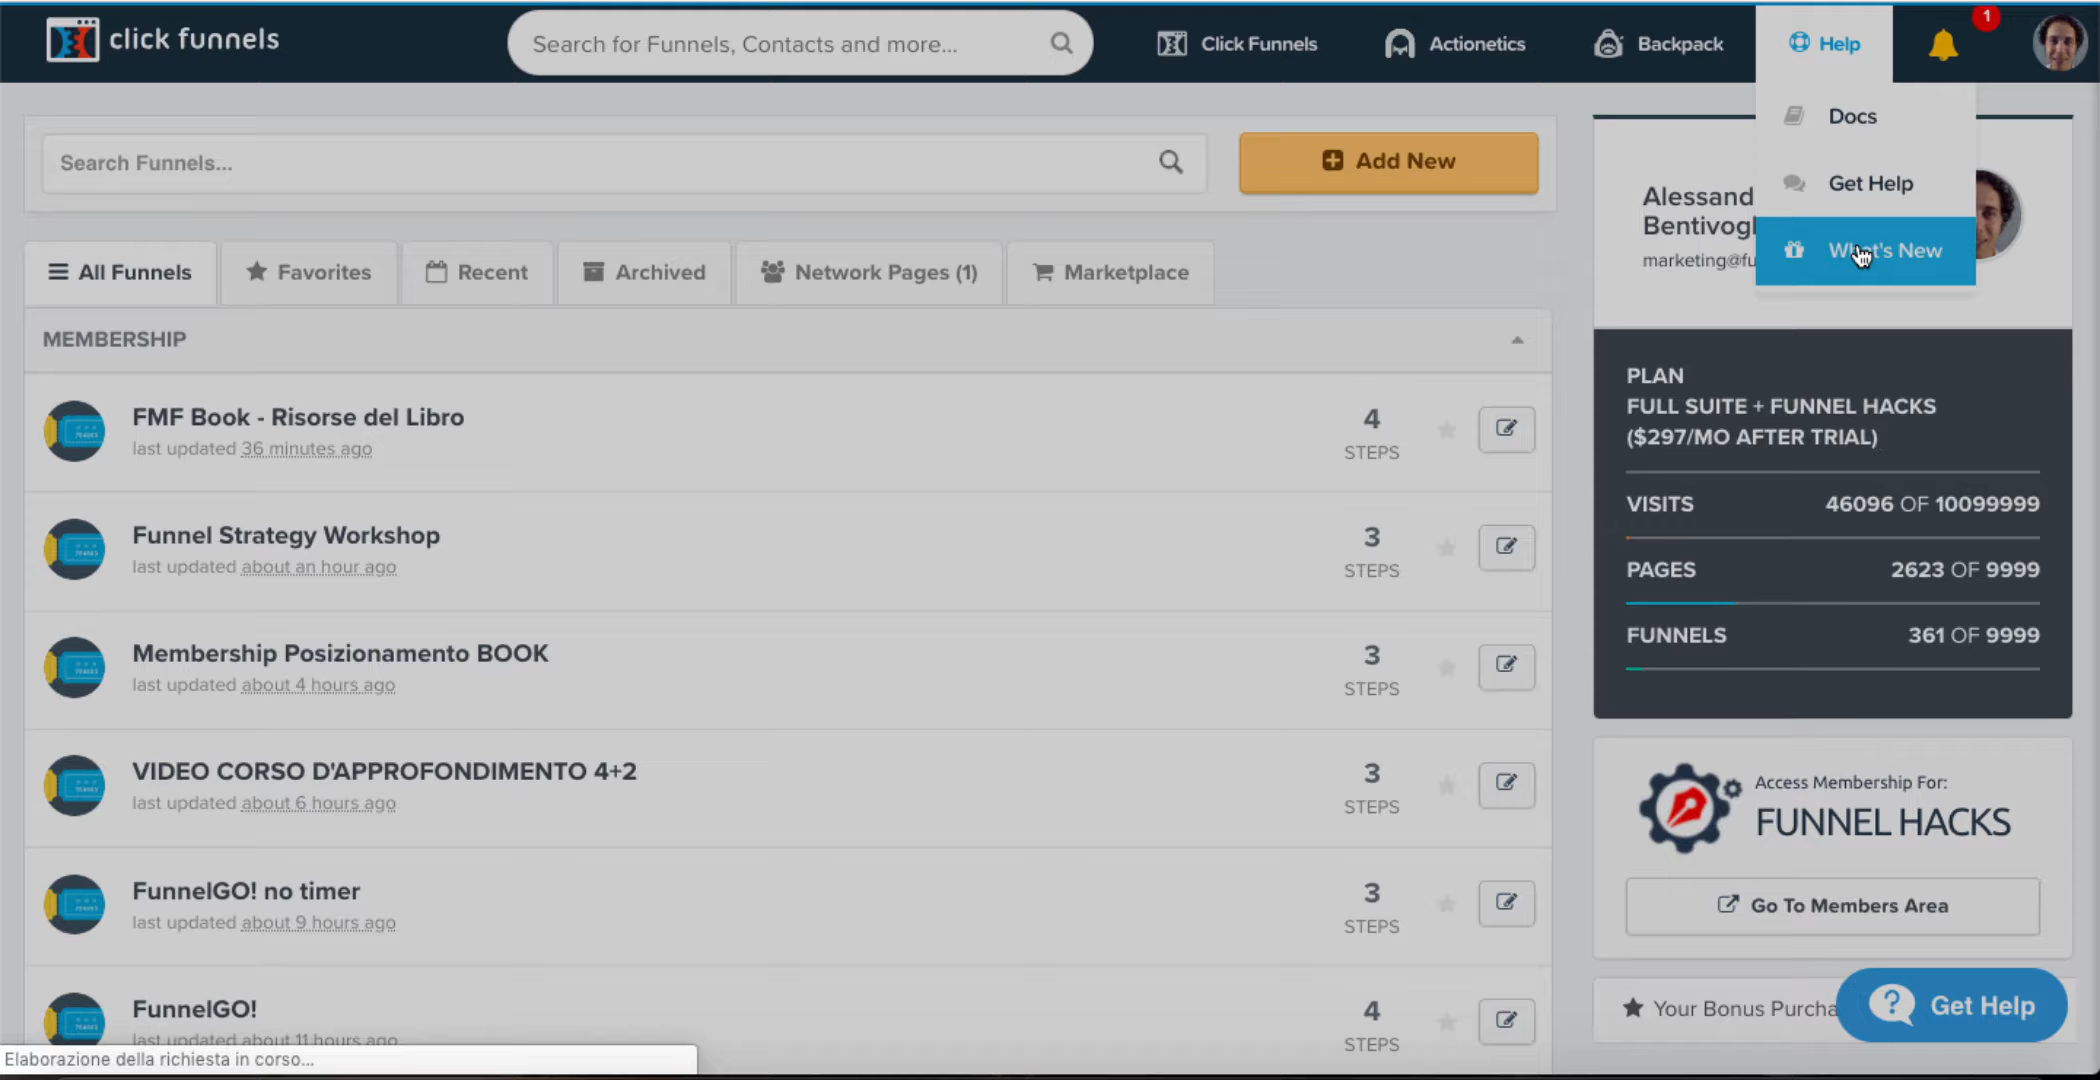 click funnels
Search for Funnels, Contacts and more...
Click Funnels
Actionetics
Backpack
Help
1
Docs
Get Help
What's New
Search Funnels...
Add New
Alessand
Bentivogl
marketing@fu
All Funnels
Favorites
Recent
Archived
Network Pages (1)
Marketplace
MEMBERSHIP
FMF Book - Risorse del Libro
last updated 36 minutes ago
4
STEPS
Funnel Strategy Workshop
last updated about an hour ago
3
STEPS
Membership Posizionamento BOOK
last updated about 4 hours ago
3
STEPS
VIDEO CORSO D'APPROFONDIMENTO 4+2
last updated about 6 hours ago
3
STEPS
FunnelGO! no timer
last updated about 9 hours ago
3
STEPS
FunnelGO!
last updated about 11 hours ago
4
STEPS
PLAN
FULL SUITE + FUNNEL HACKS
($297/MO AFTER TRIAL)
VISITS 46096 OF 10099999
PAGES 2623 OF 9999
FUNNELS 361 OF 9999
Access Membership For:
FUNNEL HACKS
Go To Members Area
Your Bonus Purcha
Get Help
Elaborazione della richiesta in corso...